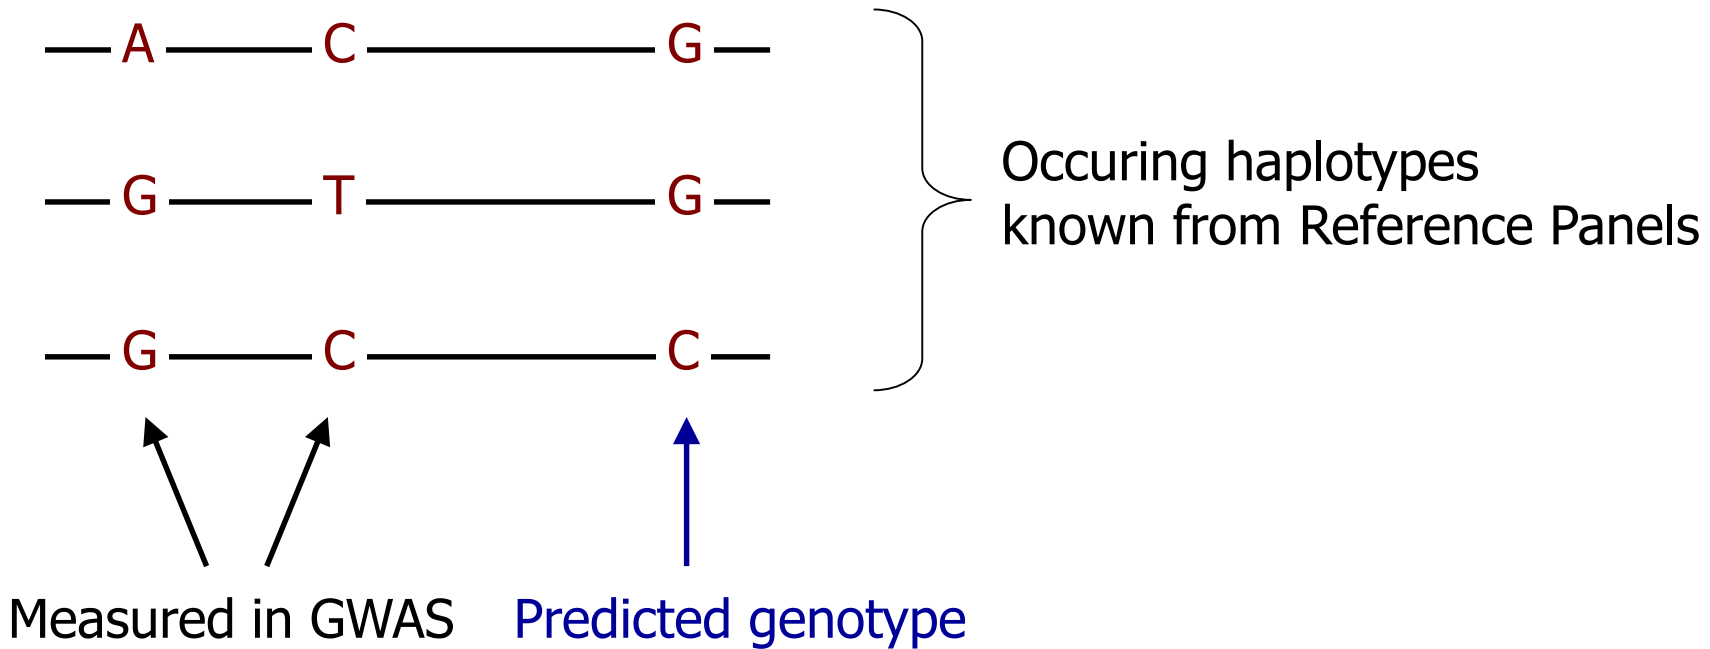 A C G
G T G
G C C
Occuring haplotypes
known from Reference Panels
Measured in GWAS
Predicted genotype